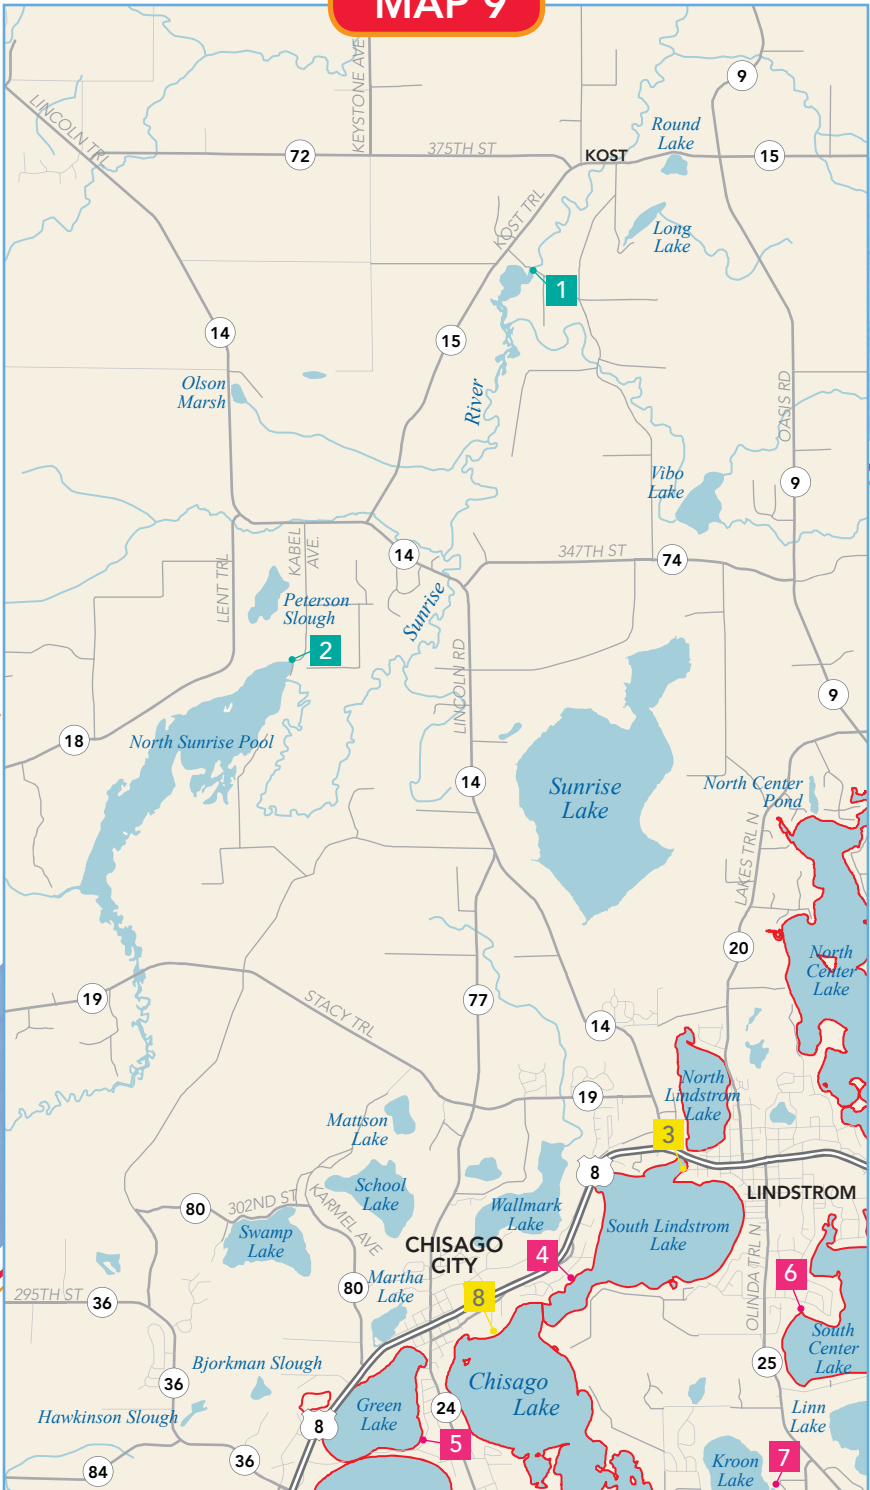 MAP 9
9
KEYSTONE AVE
LINCOLN TRL
Round
Lake
72
375TH ST
KOST
15
KOST TRL
Long
Lake
1
14
15
Olson
Marsh
River
OASIS RD
Vibo
Lake
9
KABEL
AVE.
14
347TH ST
74
LENT TRL
Peterson
Slough
Sunrise
2
LINCOLN RD
9
18
North Sunrise Pool
14
Sunrise
Lake
North Center
Pond
LAKES TRL N
20
North
Center
Lake
19
STACY TRL
77
14
North
Lindstrom
Lake
19
Mattson
Lake
3
8
School
Lake
LINDSTROM
80
302ND ST
KARMEL AVE
Wallmark
Lake
South Lindstrom
Lake
Swamp
Lake
CHISAGO
CITY
4
OLINDA TRL N
6
295TH ST
36
80
Martha
Lake
8
South
Center
Lake
Bjorkman Slough
25
36
Chisago
Lake
Hawkinson Slough
8
Green
Lake
24
Linn
Lake
5
84
36
Kroon
Lake
7